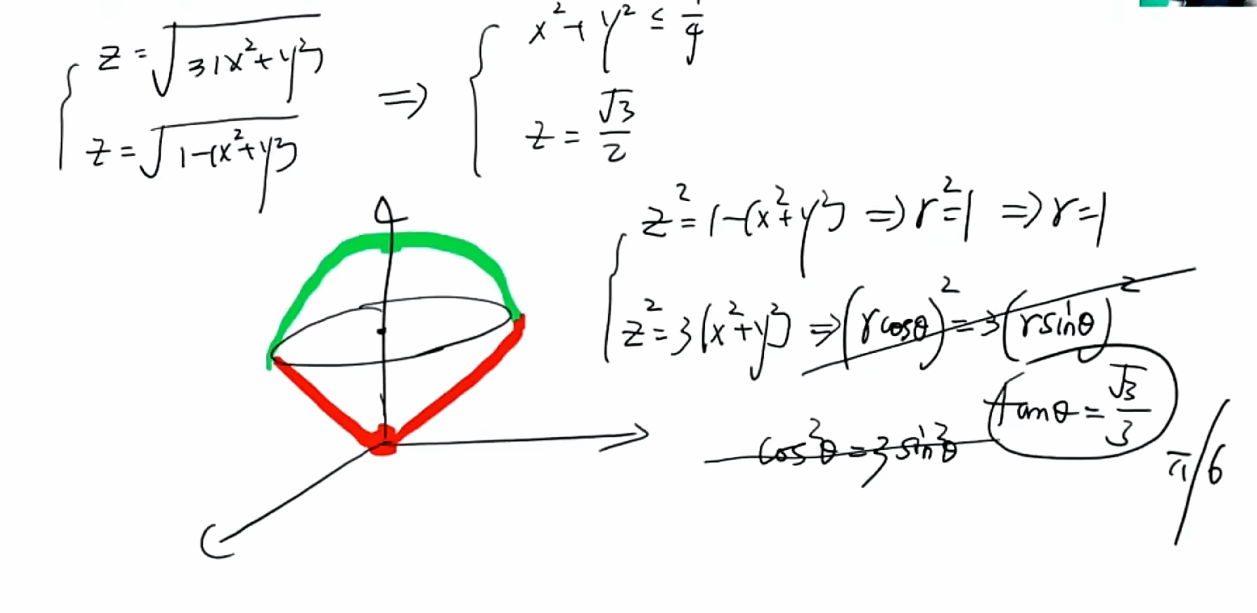 z = √(3(x²+y²))
z = √(1-(x²+y²))
⇒
x²+y² ≤ 1/4
z = √3/2
z² = 1-(x²+y²) ⇒ r² = 1 ⇒ r = 1
z² = 3(x²+y²) ⇒ (r cosθ)² = 3(r sinθ)²
cos²θ = 3 sin²θ
tanθ = √3/3
π/6